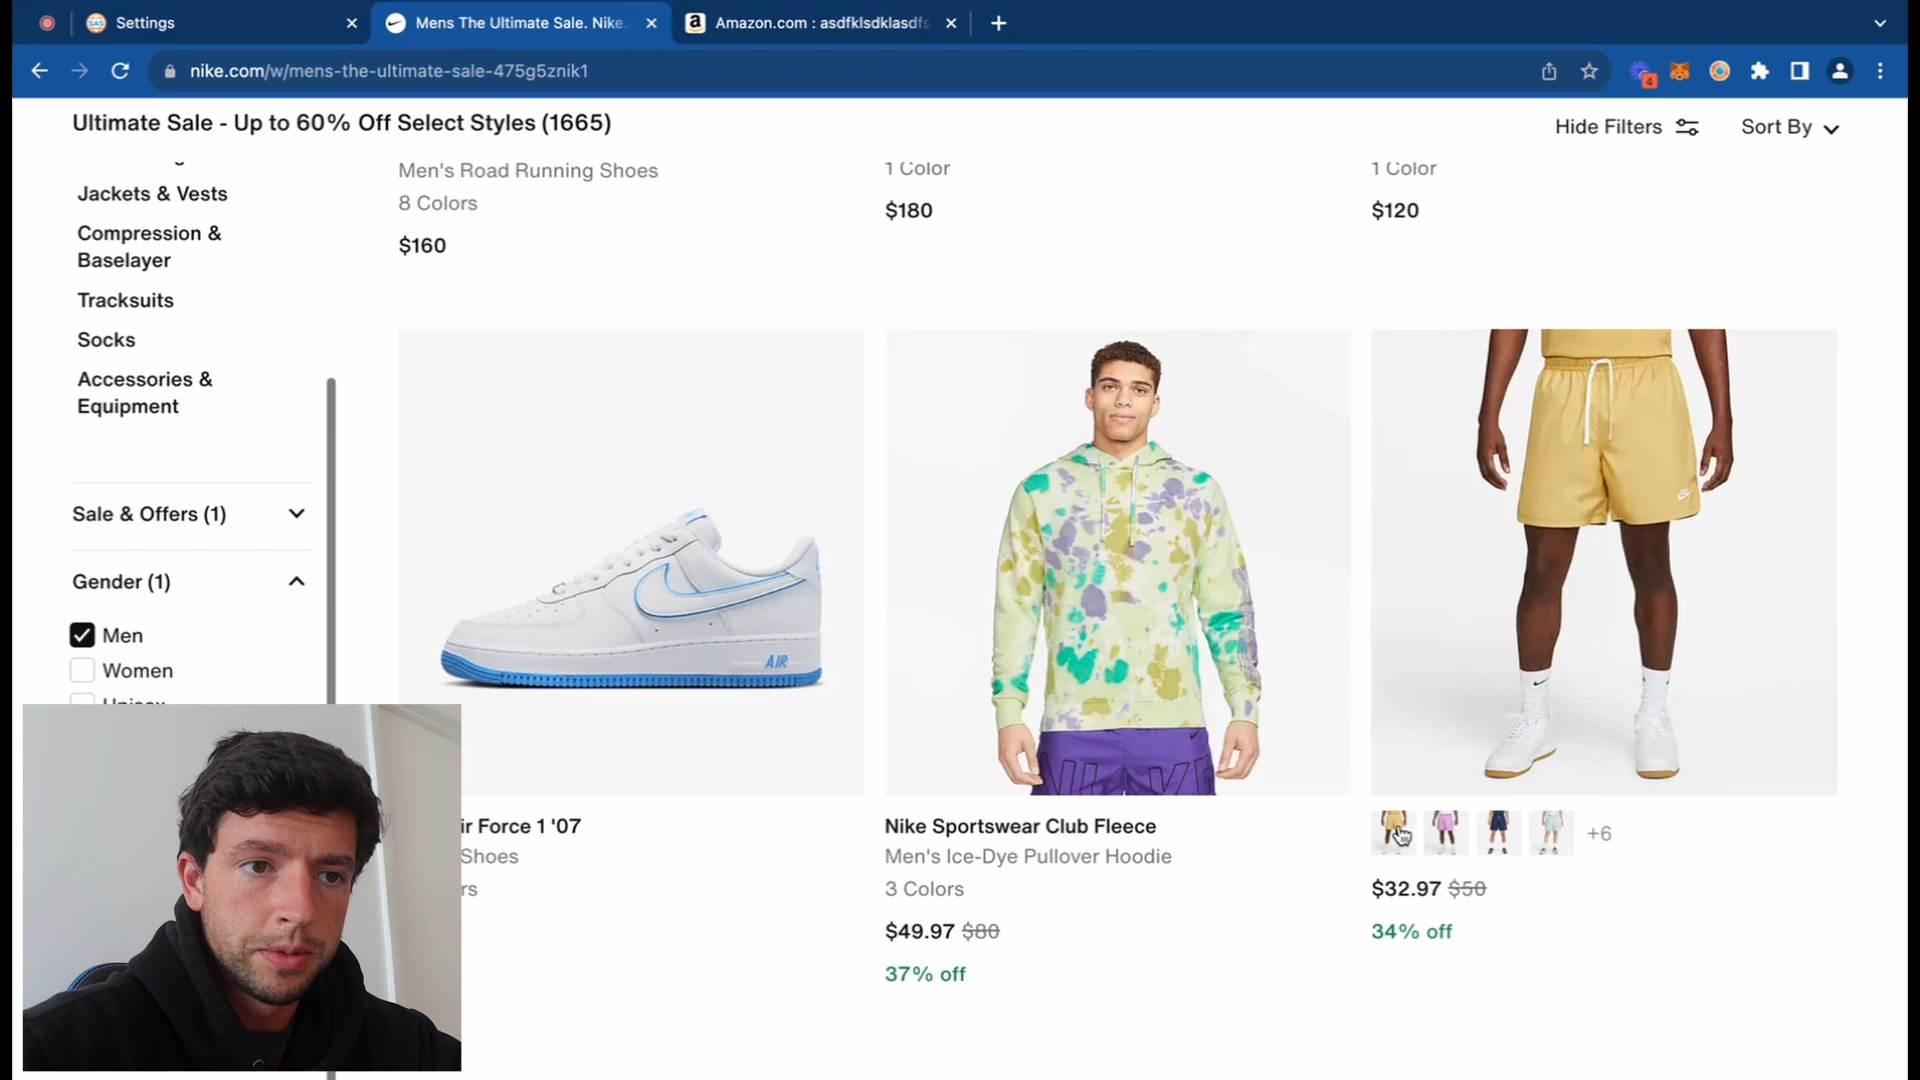 Settings
Mens The Ultimate Sale. Nike.
Amazon.com : asdfklsdklasdfs
nike.com/w/mens-the-ultimate-sale-475g5znik1
4
Ultimate Sale - Up to 60% Off Select Styles (1665)
Hide Filters
Sort By
Jackets & Vests
Compression &
Baselayer
Tracksuits
Socks
Accessories &
Equipment
Sale & Offers (1)
Gender (1)
Men
Women
Men's Road Running Shoes
8 Colors
$160
1 Color
$180
1 Color
$120
AIR
ir Force 1 '07
Shoes
rs
Nike Sportswear Club Fleece
Men's Ice-Dye Pullover Hoodie
3 Colors
$49.97 $80
37% off
+6
$32.97 $50
34% off